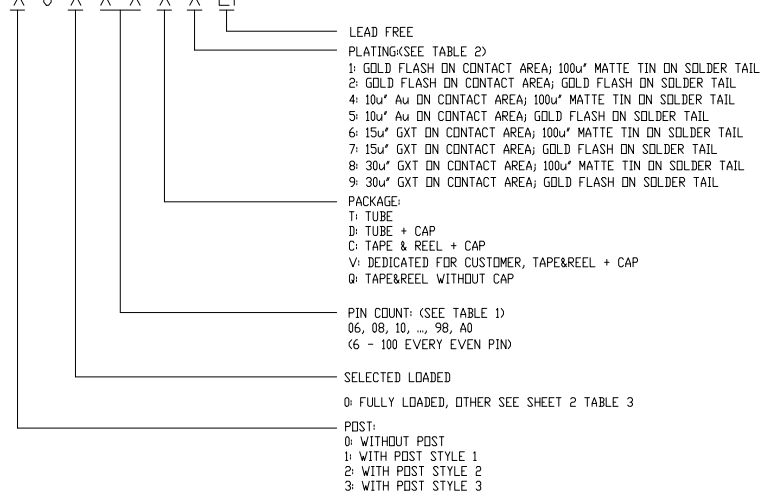 LEAD FREE
PLATING:(SEE TABLE 2)
1: GOLD FLASH ON CONTACT AREA; 100u" MATTE TIN ON SOLDER TAIL
2: GOLD FLASH ON CONTACT AREA; GOLD FLASH ON SOLDER TAIL
4: 10u" Au ON CONTACT AREA; 100u" MATTE TIN ON SOLDER TAIL
5: 10u" Au ON CONTACT AREA; GOLD FLASH ON SOLDER TAIL
6: 15u" GXT ON CONTACT AREA; 100u" MATTE TIN ON SOLDER TAIL
7: 15u" GXT ON CONTACT AREA; GOLD FLASH ON SOLDER TAIL
8: 30u" GXT ON CONTACT AREA; 100u" MATTE TIN ON SOLDER TAIL
9: 30u" GXT ON CONTACT AREA; GOLD FLASH ON SOLDER TAIL
PACKAGE:
T: TUBE
D: TUBE + CAP
C: TAPE & REEL + CAP
V: DEDICATED FOR CUSTOMER, TAPE&REEL + CAP
Q: TAPE&REEL WITHOUT CAP
PIN COUNT: (SEE TABLE 1)
06, 08, 10, ..., 98, A0
(6 - 100 EVERY EVEN PIN)
SELECTED LOADED
0: FULLY LOADED, OTHER SEE SHEET 2 TABLE 3
POST:
0: WITHOUT POST
1: WITH POST STYLE 1
2: WITH POST STYLE 2
3: WITH POST STYLE 3